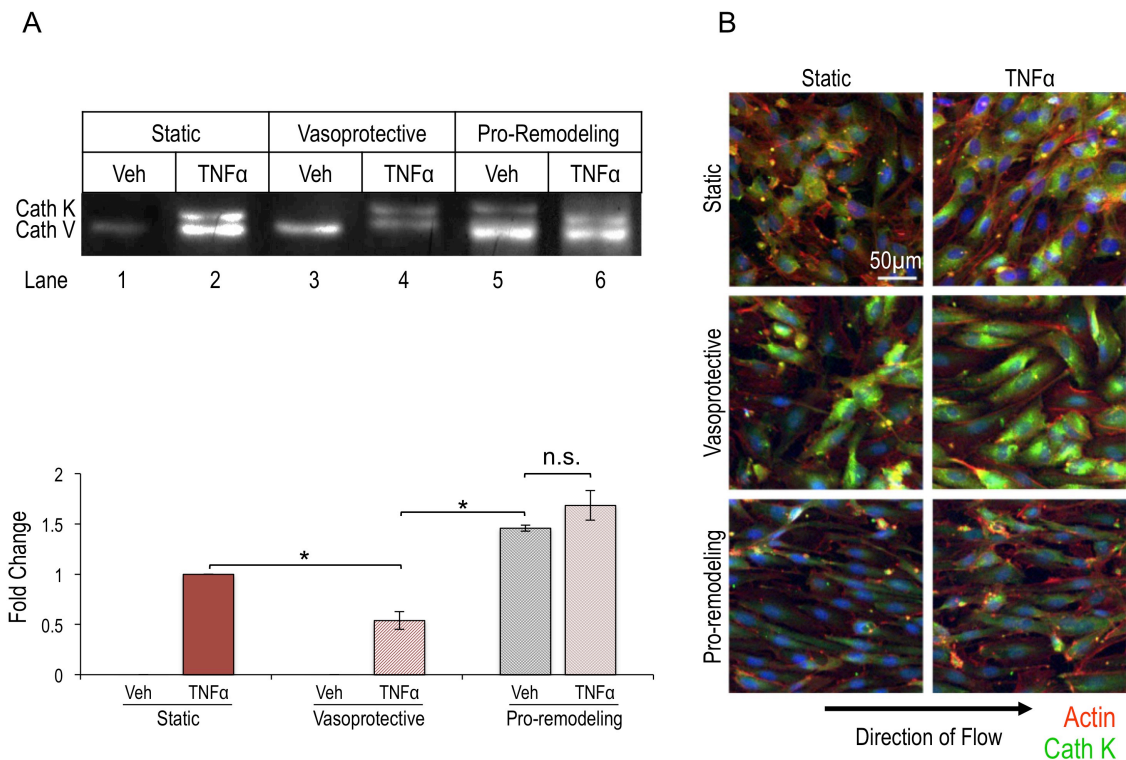 A
Static Vasoprotective Pro-Remodeling
Veh TNFα Veh TNFα Veh TNFα
Cath K
Cath V
Lane 1 2 3 4 5 6
Fold Change
2
1.5
1
0.5
0
*
*
n.s.
Veh TNFα Veh TNFα Veh TNFα
Static Vasoprotective Pro-remodeling
B
Static TNFα
Static
50µm
Vasoprotective
Pro-remodeling
Direction of Flow
Actin
Cath K